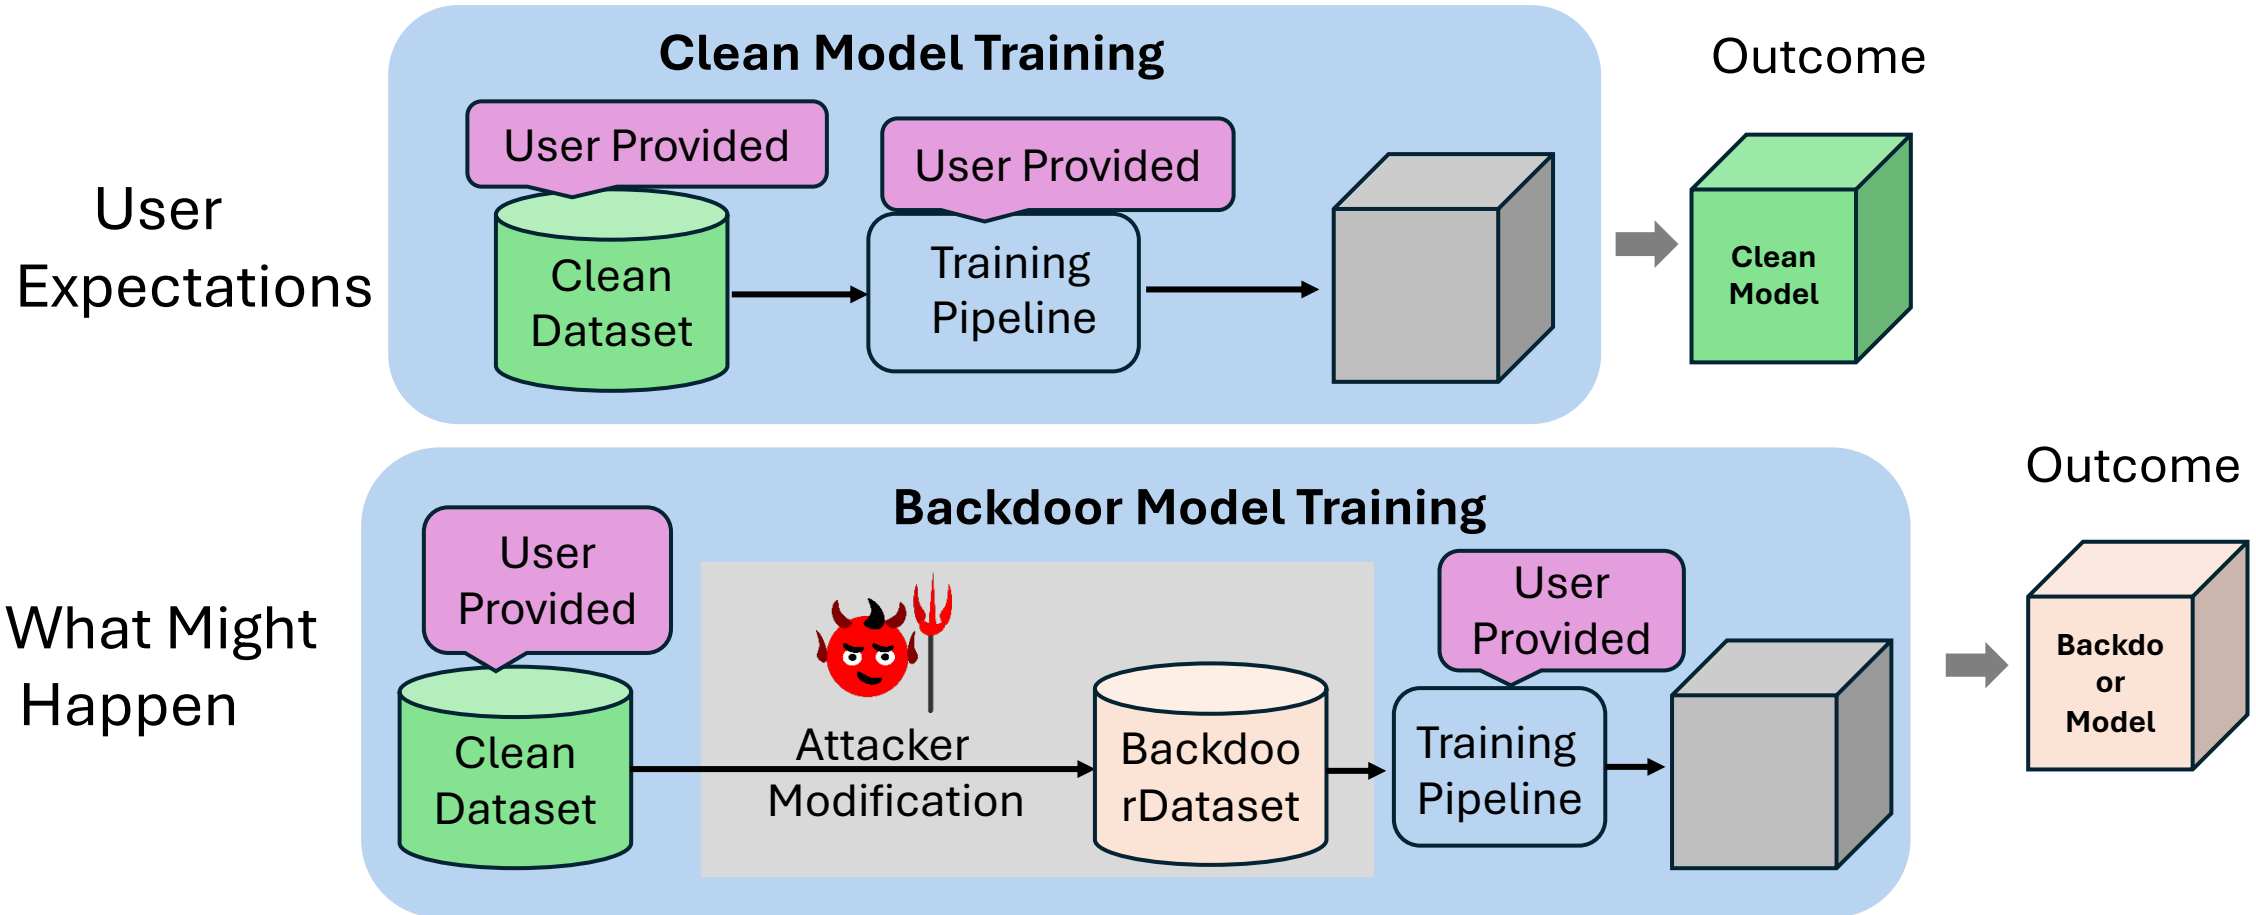 Clean Model Training
Outcome
User Provided
User Provided
User
Expectations
Clean
Dataset
Training
Pipeline
Clean
Model
Backdoor Model Training
Outcome
User
Provided
User
Provided
What Might
Happen
Clean
Dataset
Attacker
Modification
Backdoo
rDataset
Training
Pipeline
Backdo
or
Model